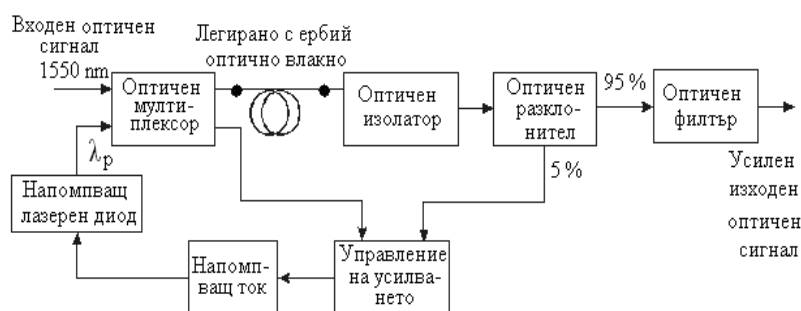 Входен оптичен
сигнал
1550 nm
Легирано с ербий
оптично влакно
Оптичен
мулти-
плексор
Оптичен
изолатор
Оптичен
разкло-
нител
95 %
Оптичен
филтър
λp
5 %
Усилен
изходен
оптичен
сигнал
Напомпващ
лазерен диод
Напомп-
ващ ток
Управление
на усилва-
нето